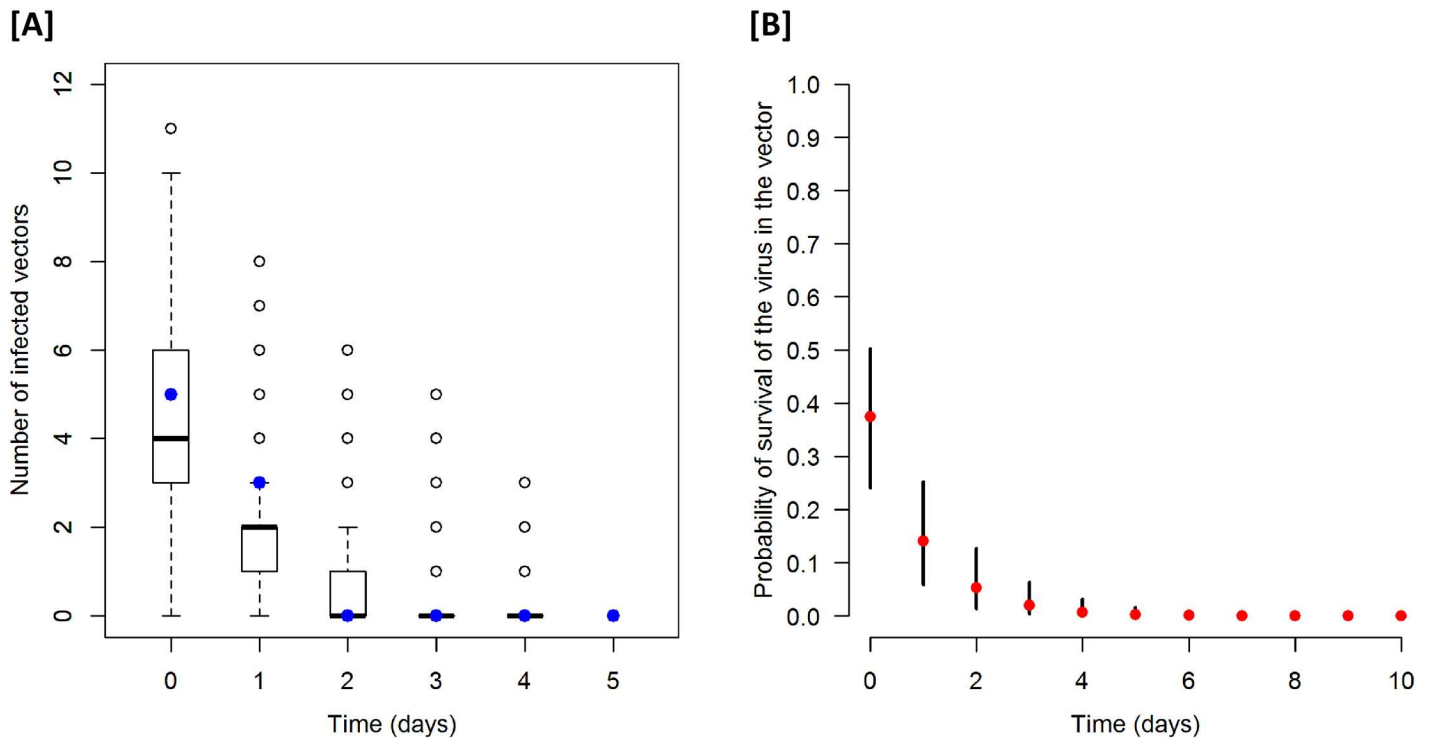 [A]
[B]
Number of infected vectors
12
10
8
6
4
2
0
0 1 2 3 4 5
Time (days)
Probability of survival of the virus in the vector
1.0
0.9
0.8
0.7
0.6
0.5
0.4
0.3
0.2
0.1
0.0
0 2 4 6 8 10
Time (days)